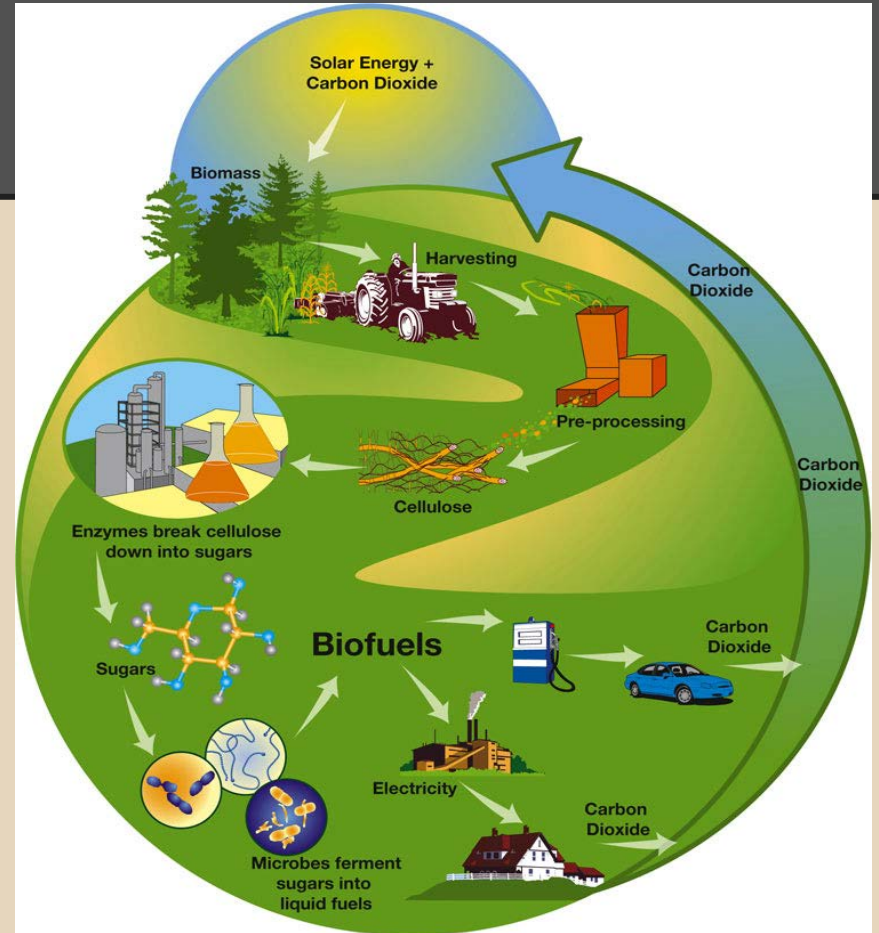 Solar Energy +
Carbon Dioxide
Biomass
Harvesting
Carbon
Dioxide
Pre-processing
Carbon
Dioxide
Cellulose
Enzymes break cellulose
down into sugars
Sugars
Biofuels
Carbon
Dioxide
Electricity
Carbon
Dioxide
Microbes ferment
sugars into
liquid fuels